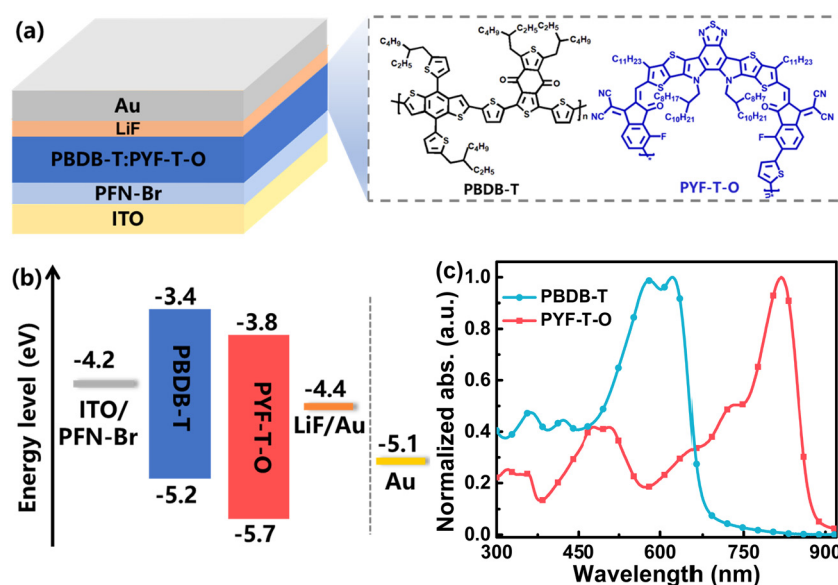 (a)
Au
LiF
PBDB-T:PYF-T-O
PFN-Br
ITO
C4H9
C2H5
C4H9
C2H5
C2H5
C4H9
O
O
S
S
S
S
S
S
S
n
C4H9
C2H5
PBDB-T
N
S
N
C11H23
S
S
S
S
C11H23
N
N
C8H17
C8H17
C10H21
C10H21
NC
CN
O
F
O
CN
CN
F
S
n
PYF-T-O
(b)
Energy level (eV)
-4.2
ITO/
PFN-Br
-3.4
PBDB-T
-5.2
-3.8
PYF-T-O
-5.7
-4.4
LiF/Au
-5.1
Au
(c)
PBDB-T
PYF-T-O
Normalized abs. (a.u.)
1.0
0.8
0.6
0.4
0.2
0.0
300
450
600
750
900
Wavelength (nm)